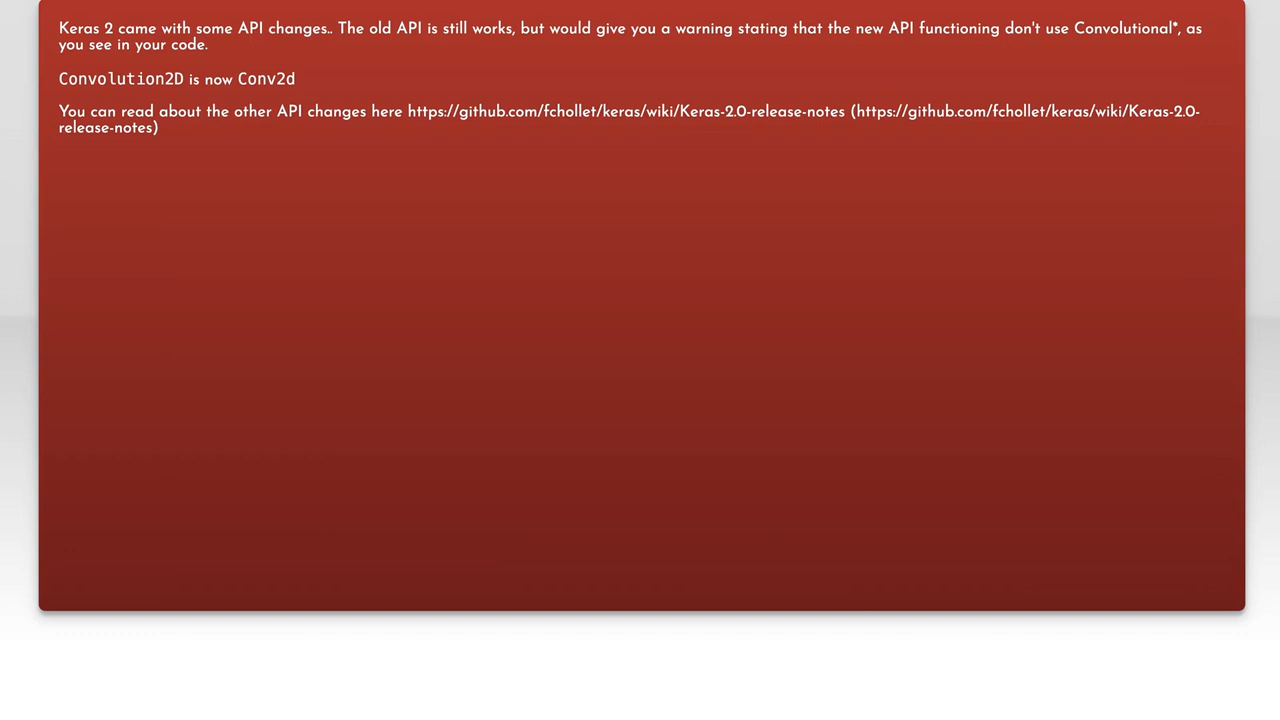 Keras 2 came with some API changes.. The old API is still works, but would give you a warning stating that the new API functioning don't use Convolutional*, as
you see in your code.
Convolution2D is now Conv2d
You can read about the other API changes here https://github.com/fchollet/keras/wiki/Keras-2.0-release-notes (https://github.com/fchollet/keras/wiki/Keras-2.0-
release-notes)